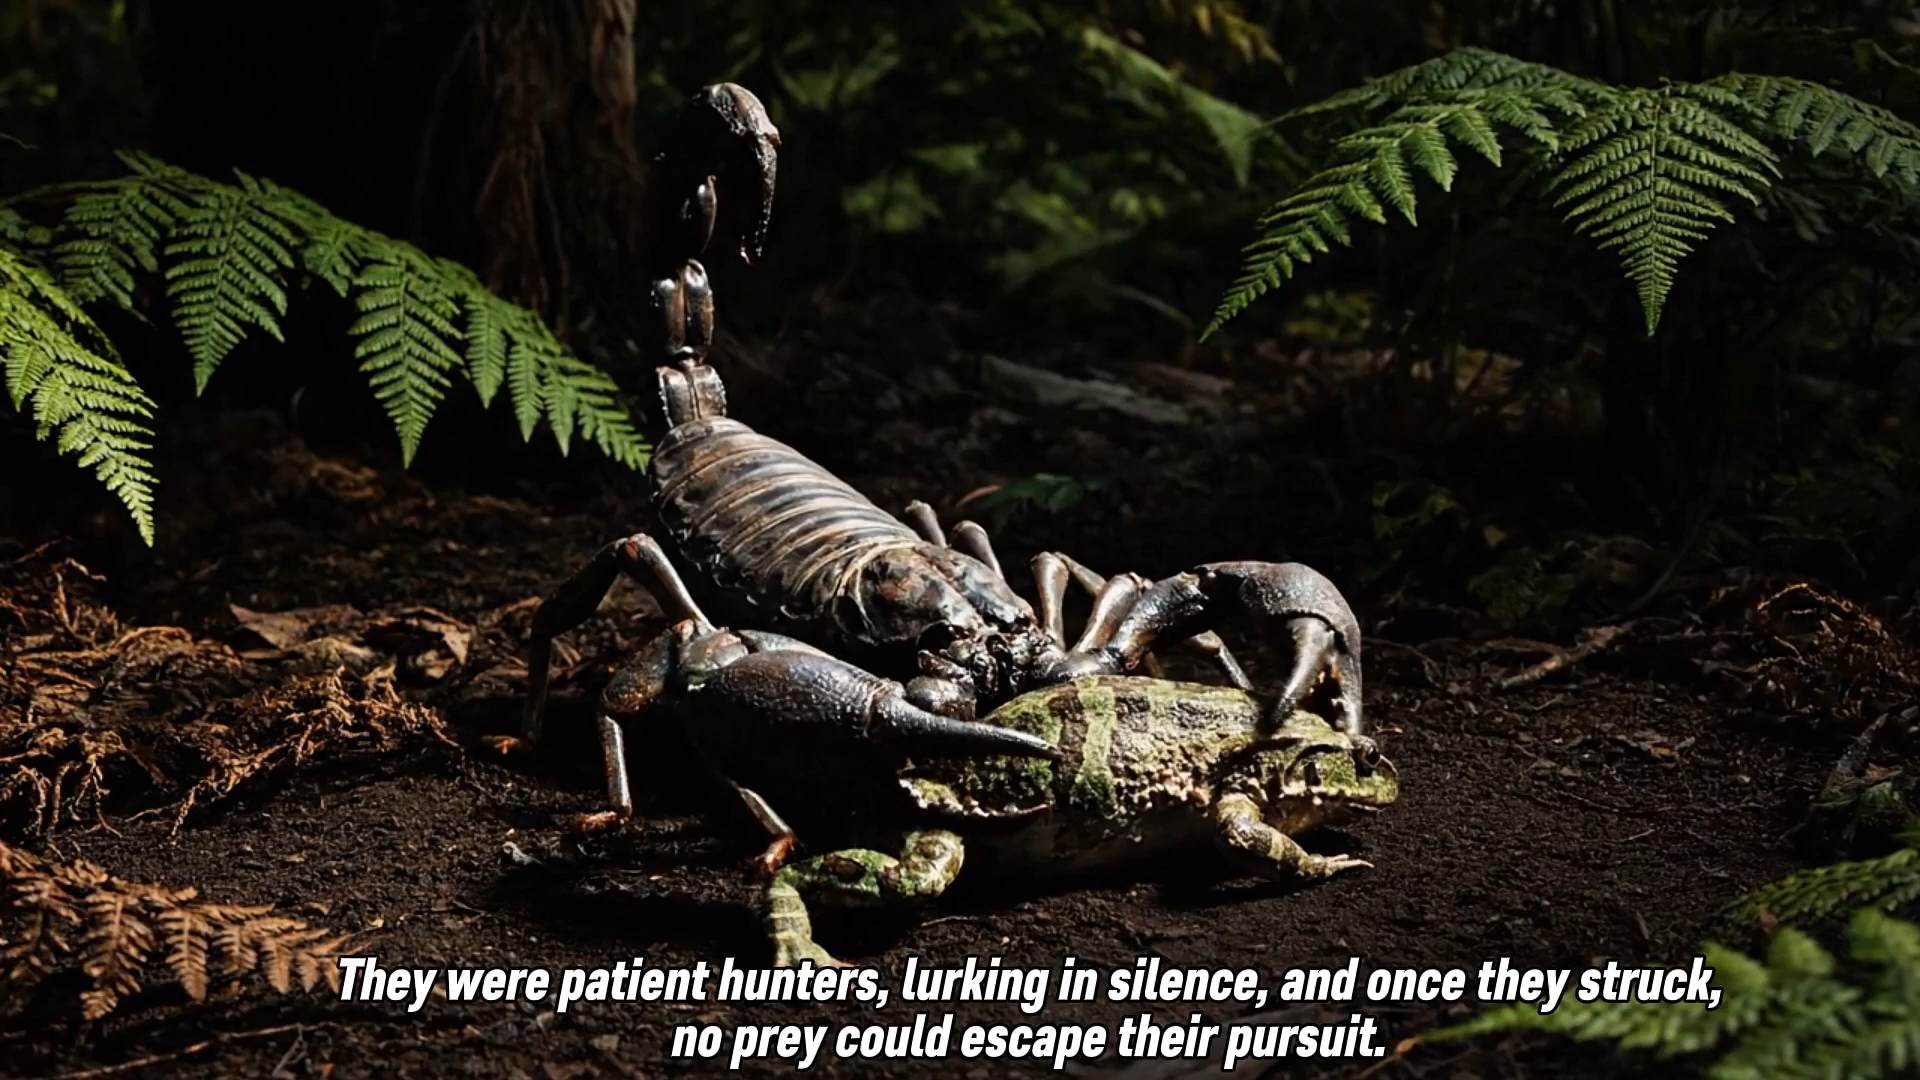 They were patient hunters, lurking in silence, and once they struck,
no prey could escape their pursuit.